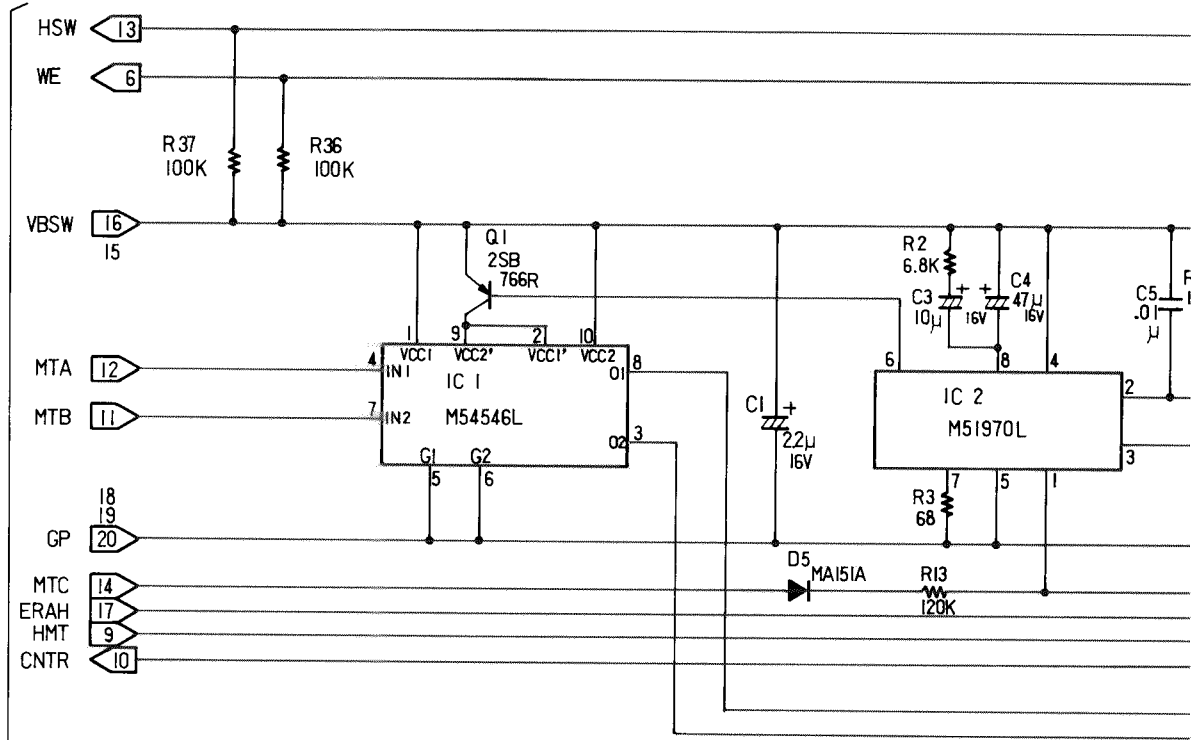 HSW 13
WE 6
R37
100K
R36
100K
VBSW 16
15
Q1
2SB
766R
R2
6.8K
C3
10μ
+
16V
+
C4
47μ
16V
C5
.01
μ
R
1
1 9 2 10
VCC1 VCC2' VCC1' VCC2
MTA 12
4 IN1
IC 1
O1 8
MTB 11
7 IN2
M54546L
O2 3
G1 G2
5 6
C1
+
2.2μ
16V
6 8 4
IC 2
M51970L
2
3
7 5 1
R3
68
18
19
GP 20
D5
MA151A
R13
120K
MTC 14
ERAH 17
HMT 9
CNTR 10